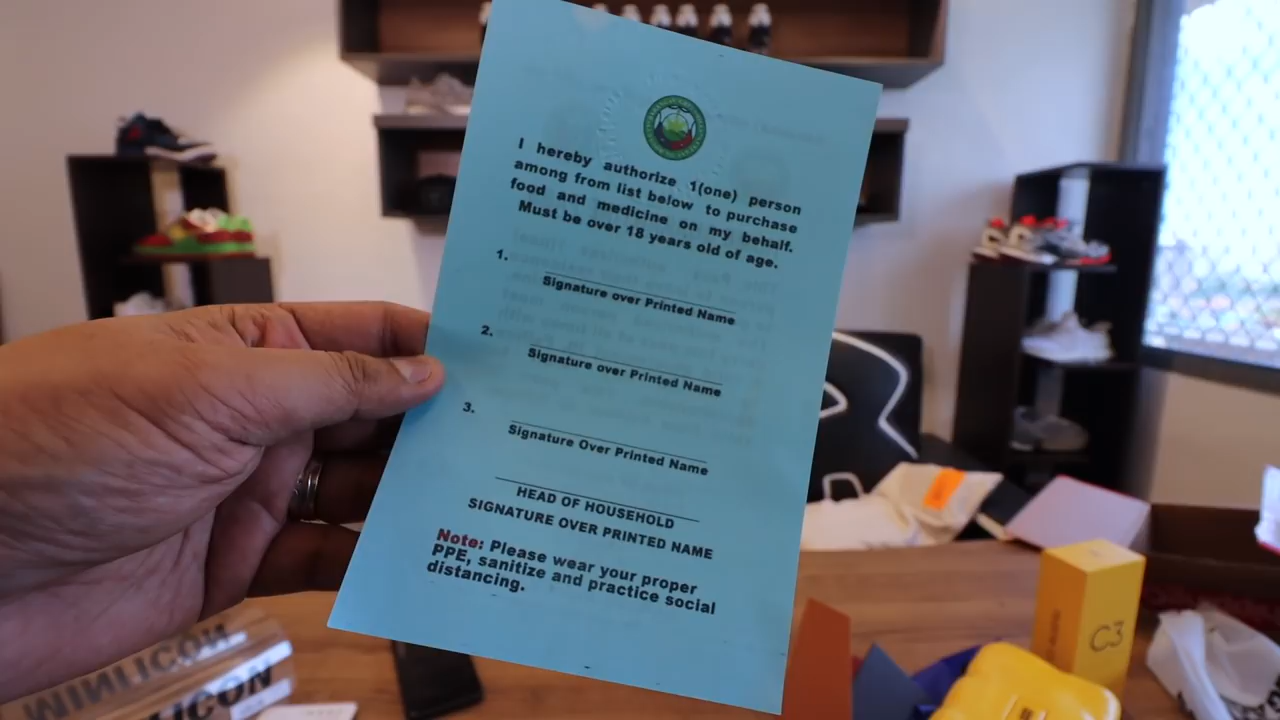 I hereby authorize 1(one) person
among from list below to purchase
food and medicine on my behalf.
Must be over 18 years old of age.
1.
Signature over Printed Name
2.
Signature over Printed Name
3.
Signature Over Printed Name
HEAD OF HOUSEHOLD
SIGNATURE OVER PRINTED NAME
Note: Please wear your proper
PPE, sanitize and practice social
distancing.
C3